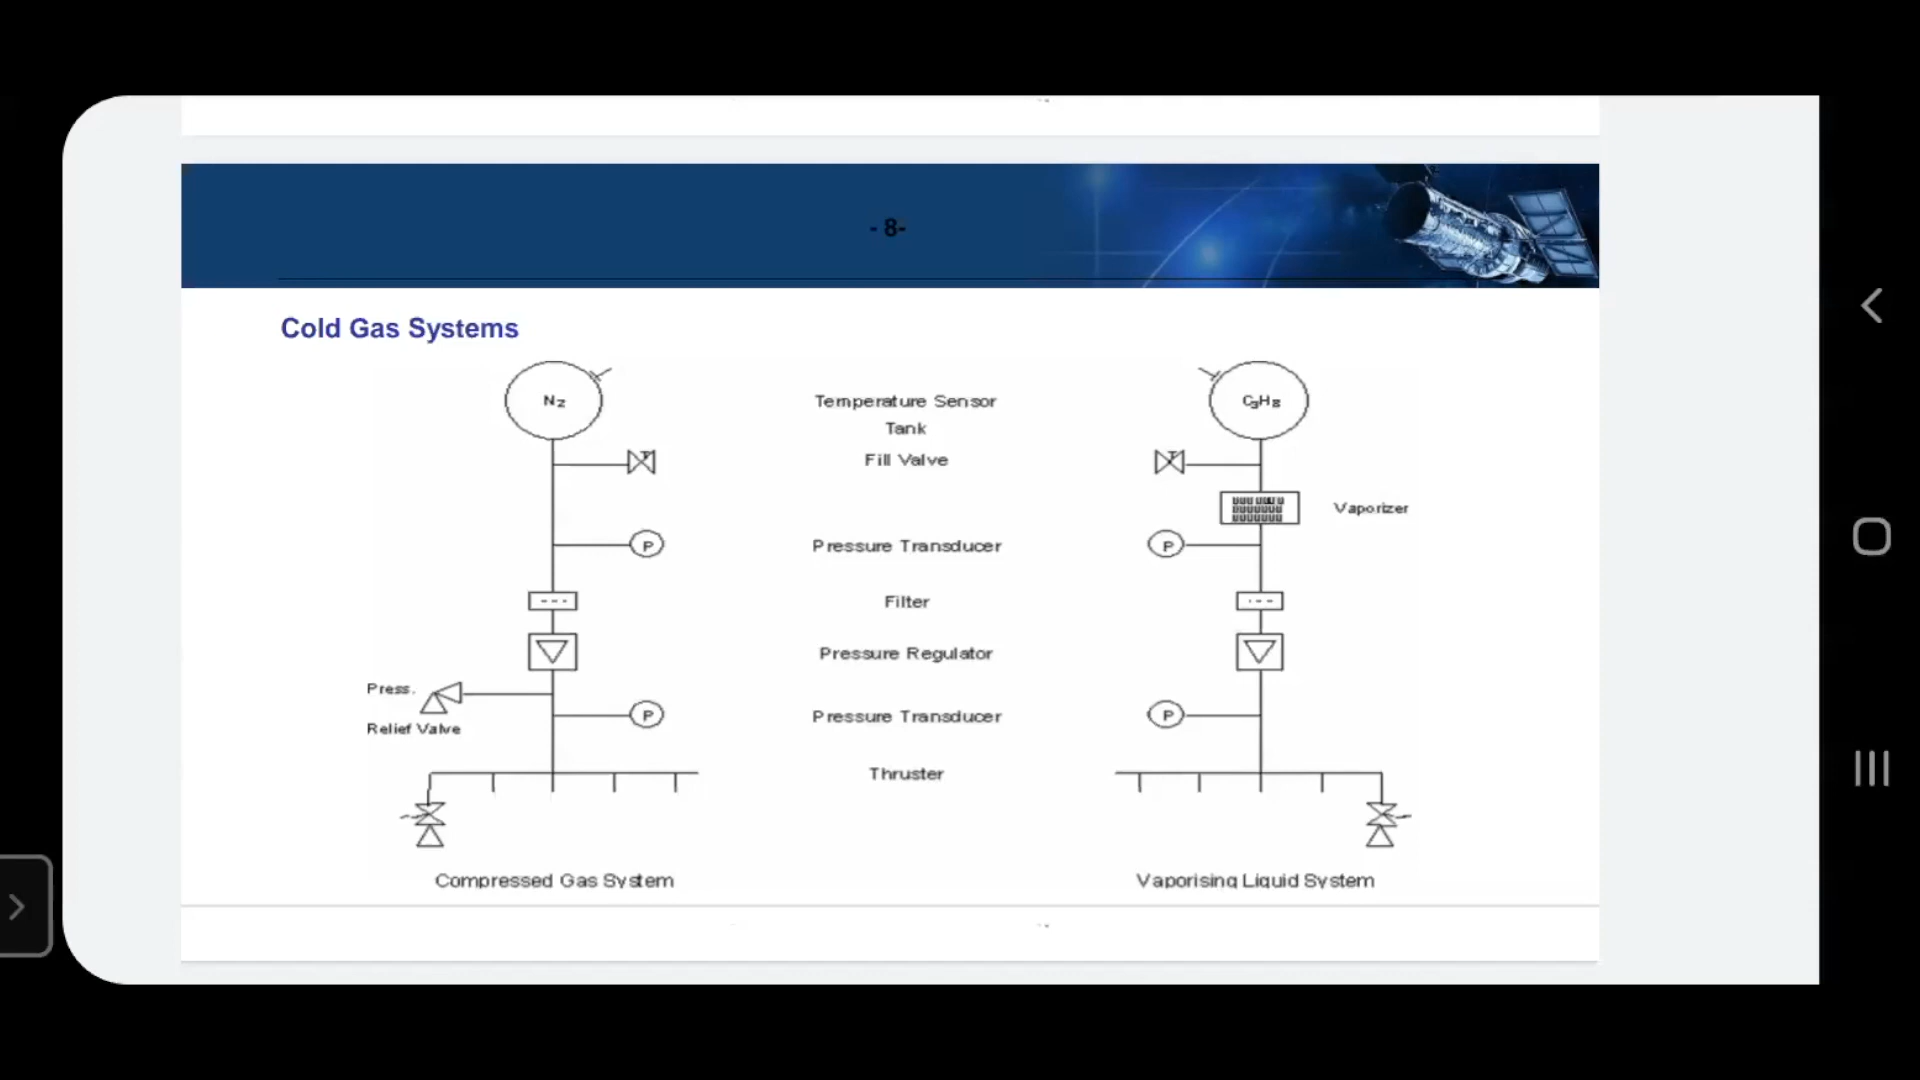 - 8-
Cold Gas Systems
N2
Temperature Sensor
C3H8
Tank
Fill Valve
Vaporizer
P
Pressure Transducer
P
Filter
Pressure Regulator
Press.
Relief Valve
P
Pressure Transducer
P
Thruster
Compressed Gas System
Vaporising Liquid System